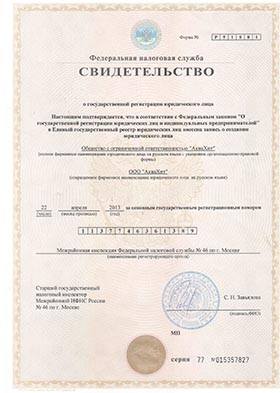 Форма № Р 5 1 0 0 1
Федеральная налоговая служба
СВИДЕТЕЛЬСТВО
о государственной регистрации юридического лица
Настоящим подтверждается, что в соответствии с Федеральным законом "О
государственной регистрации юридических лиц и индивидуальных предпринимателей"
в Единый государственный реестр юридических лиц внесена запись о создании
юридического лица
Общество с ограниченной ответственностью "АкваХит"
(полное фирменное наименование юридического лица на русском языке с указанием организационно-правовой
формы)
ООО "АкваХит"
(сокращенное фирменное наименование юридического лица на русском языке)
22 апреля 2013 за основным государственным регистрационным номером
(число) (месяц прописью) (год)
1 1 3 7 7 4 6 3 6 1 3 0 9
Межрайонная инспекция Федеральной налоговой службы № 46 по г. Москве
(наименование регистрирующего органа)
Старший государственный
налоговый инспектор
Межрайонной ИФНС России
№ 46 по г. Москве
С. Н. Завьялова
(подпись, ФИО)
МП
серия 77 №015357827